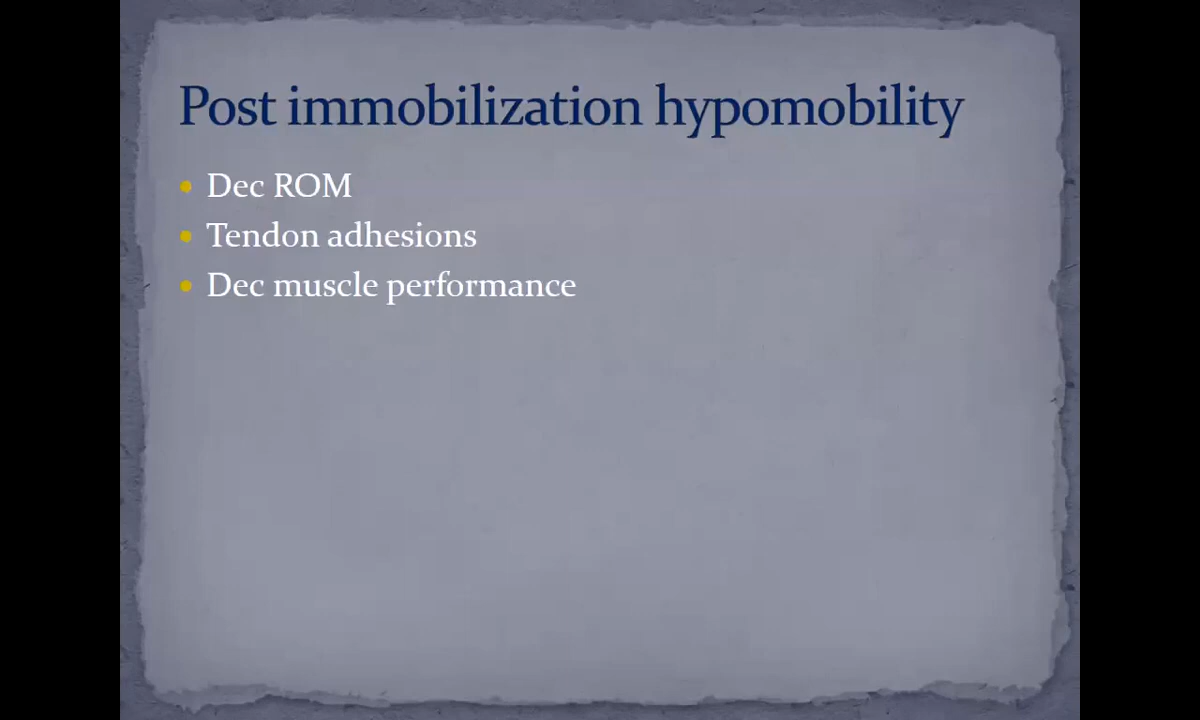 Post immobilization hypomobility
Dec ROM
Tendon adhesions
Dec muscle performance